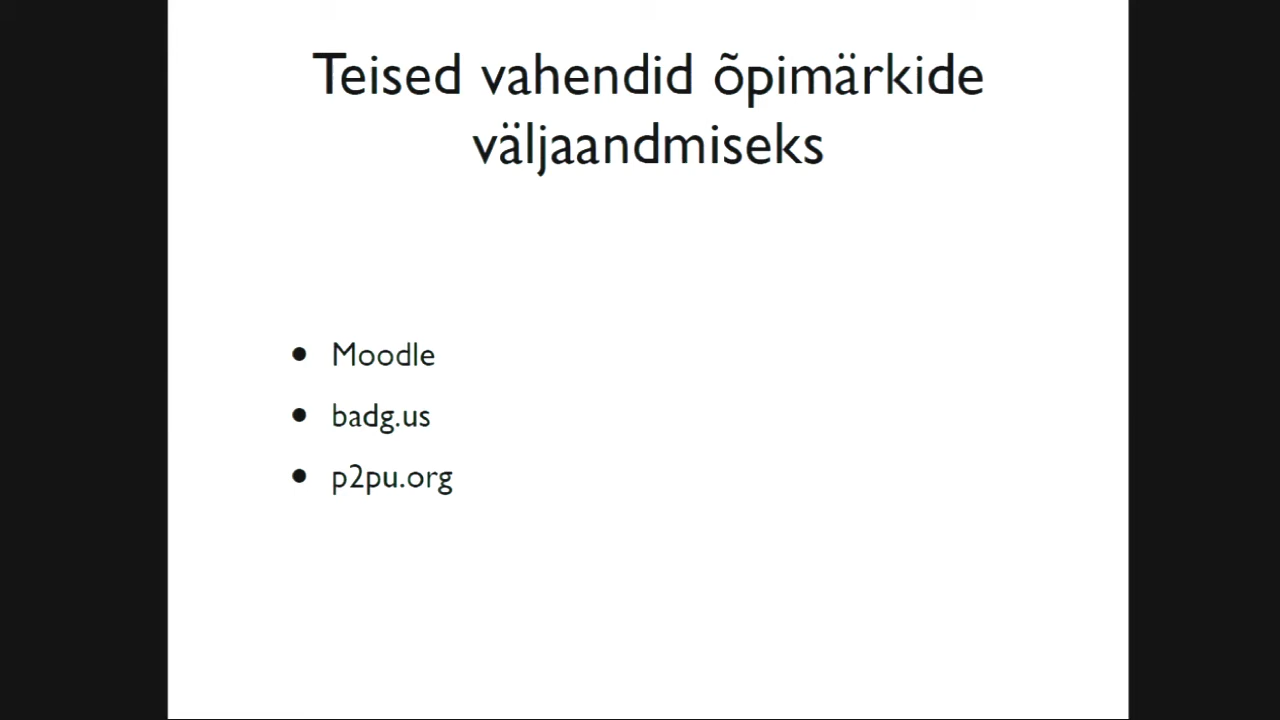 Teised vahendid õpimärkide
väljaandmiseks
• Moodle
• badg.us
• p2pu.org